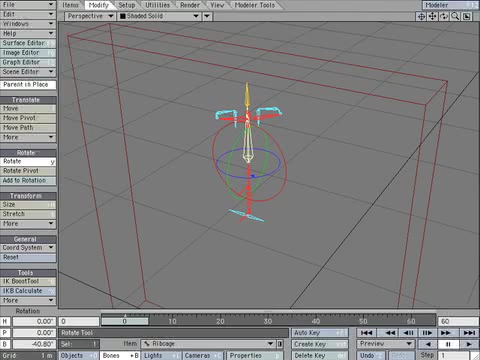 File
Edit
Windows
Help
Surface Editor
Image Editor
Graph Editor
Scene Editor
Parent in Place
Translate
Move
Move Pivot
Move Path
More
Rotate
Rotate y
Rotate Pivot
Add to Rotation
Transform
Size
Stretch
More
General
Coord System
Reset
Tools
IK BoostTool
IKB Calculate
More
Items Modify Setup Utilities Render View Modeler Tools Modeler
Perspective Shaded Solid
Rotation
H 0.00°
P 0.00°
B -40.80°
Grid: 1 m
0 0 10 20 30 40 50 60 60
Rotate Tool
Sel: 1 Item Ribcage
Objects Bones +B Lights Cameras Properties
Auto Key
Create Key
Delete Key
Preview
Step 1